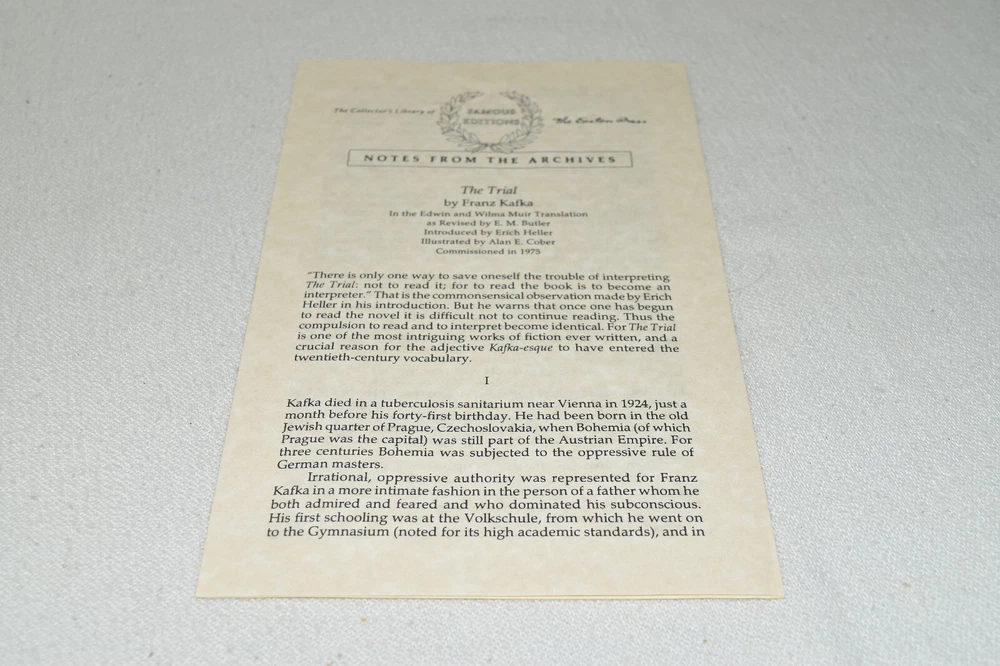 The Collector's Library of
FAMOUS
EDITIONS
The Easton Press
NOTES FROM THE ARCHIVES
The Trial
by Franz Kafka
In the Edwin and Wilma Muir Translation
as Revised by E. M. Butler
Introduced by Erich Heller
Illustrated by Alan E. Cober
Commissioned in 1975
"There is only one way to save oneself the trouble of interpreting
The Trial: not to read it; for to read the book is to become an
interpreter." That is the commonsensical observation made by Erich
Heller in his introduction. But he warns that once one has begun
to read the novel it is difficult not to continue reading. Thus the
compulsion to read and to interpret become identical. For The Trial
is one of the most intriguing works of fiction ever written, and a
crucial reason for the adjective Kafka-esque to have entered the
twentieth-century vocabulary.
I
Kafka died in a tuberculosis sanitarium near Vienna in 1924, just a
month before his forty-first birthday. He had been born in the old
Jewish quarter of Prague, Czechoslovakia, when Bohemia (of which
Prague was the capital) was still part of the Austrian Empire. For
three centuries Bohemia was subjected to the oppressive rule of
German masters.
Irrational, oppressive authority was represented for Franz
Kafka in a more intimate fashion in the person of a father whom he
both admired and feared and who dominated his subconscious.
His first schooling was at the Volkschule, from which he went on
to the Gymnasium (noted for its high academic standards), and in